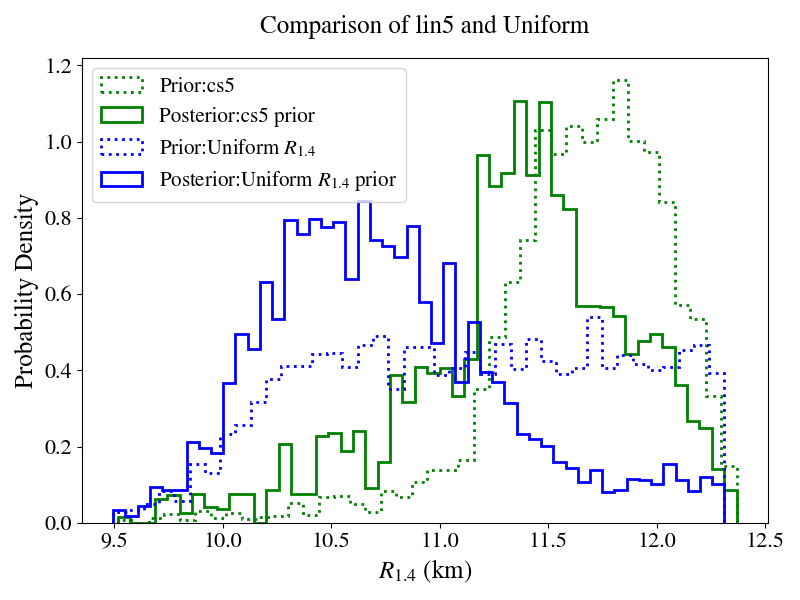 Comparison of lin5 and Uniform
Prior:cs5
Posterior:cs5 prior
Prior:Uniform R1.4
Posterior:Uniform R1.4 prior
Probability Density
1.2
1.0
0.8
0.6
0.4
0.2
0.0
9.5 10.0 10.5 11.0 11.5 12.0 12.5
R1.4 (km)